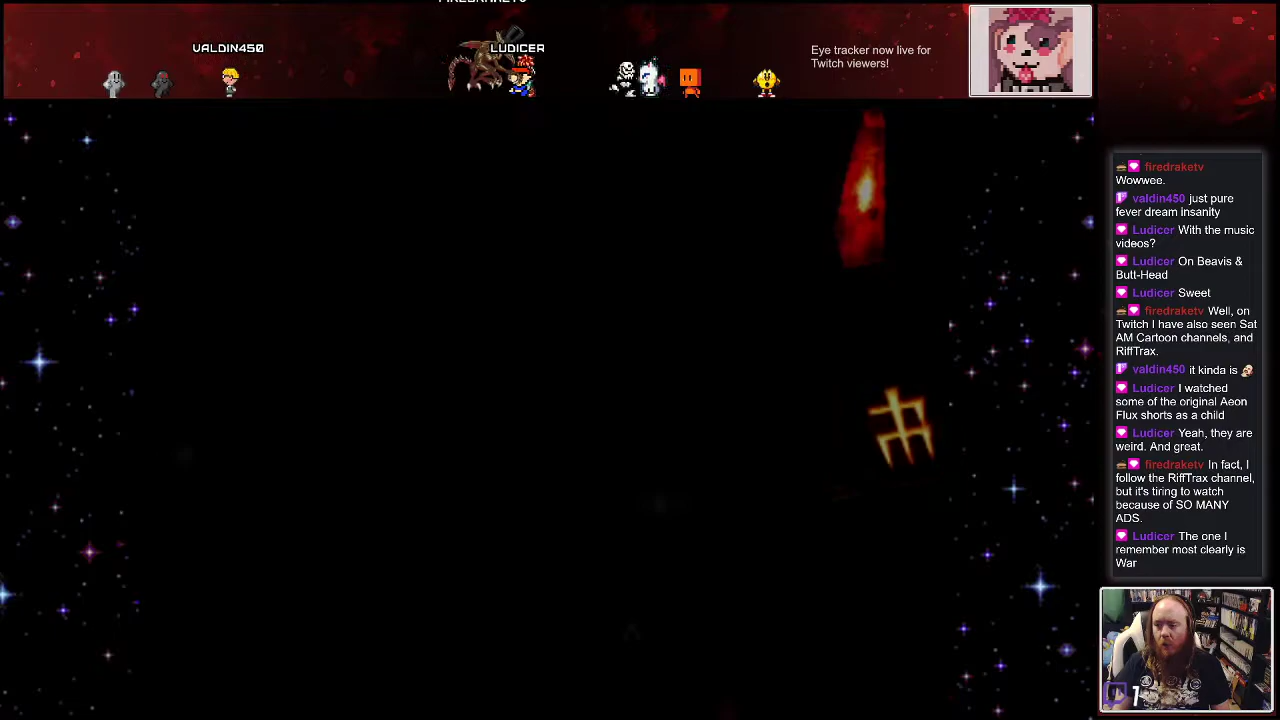 VALDIN450
LUDICER
Eye tracker now live for
Twitch viewers!
firedraketv
Wowwee.
valdin450 just pure
fever dream insanity
Ludicer With the music
videos?
Ludicer On Beavis &
Butt-Head
Ludicer Sweet
firedraketv Well, on
Twitch I have also seen Sat
AM Cartoon channels, and
RiffTrax.
valdin450 it kinda is
Ludicer I watched
some of the original Aeon
Flux shorts as a child
Ludicer Yeah, they are
weird. And great.
firedraketv In fact, I
follow the RiffTrax channel,
but it's tiring to watch
because of SO MANY
ADS.
Ludicer The one I
remember most clearly is
War
1